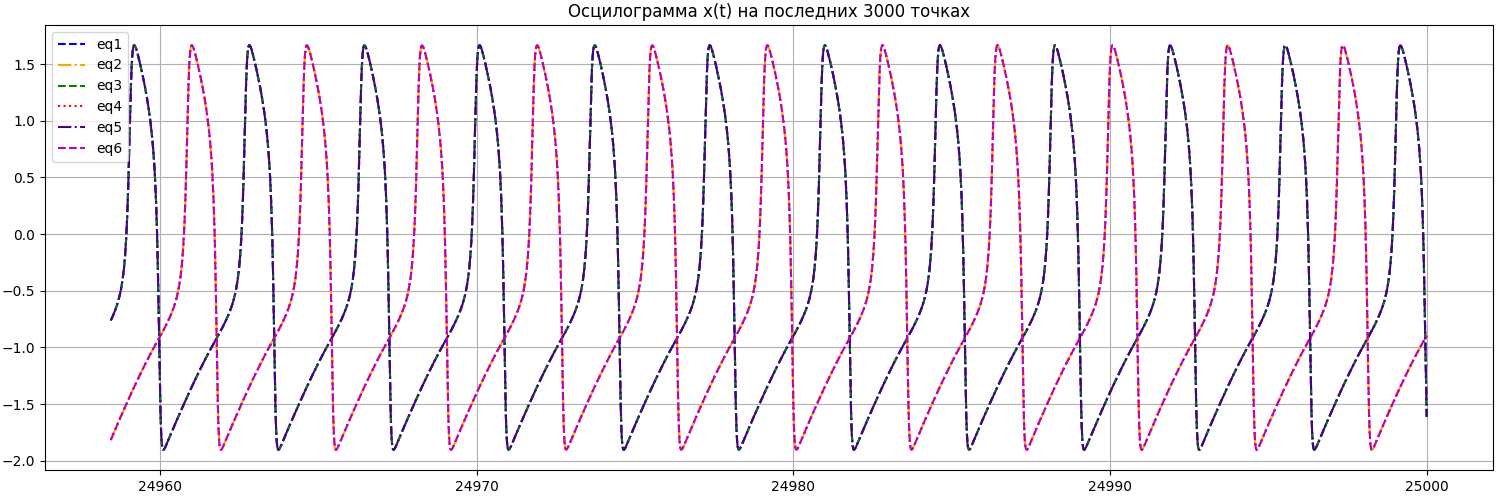 Осцилограмма x(t) на последних 3000 точках
eq1
eq2
eq3
eq4
eq5
eq6
1.5
1.0
0.5
0.0
−0.5
−1.0
−1.5
−2.0
24960 24970 24980 24990 25000